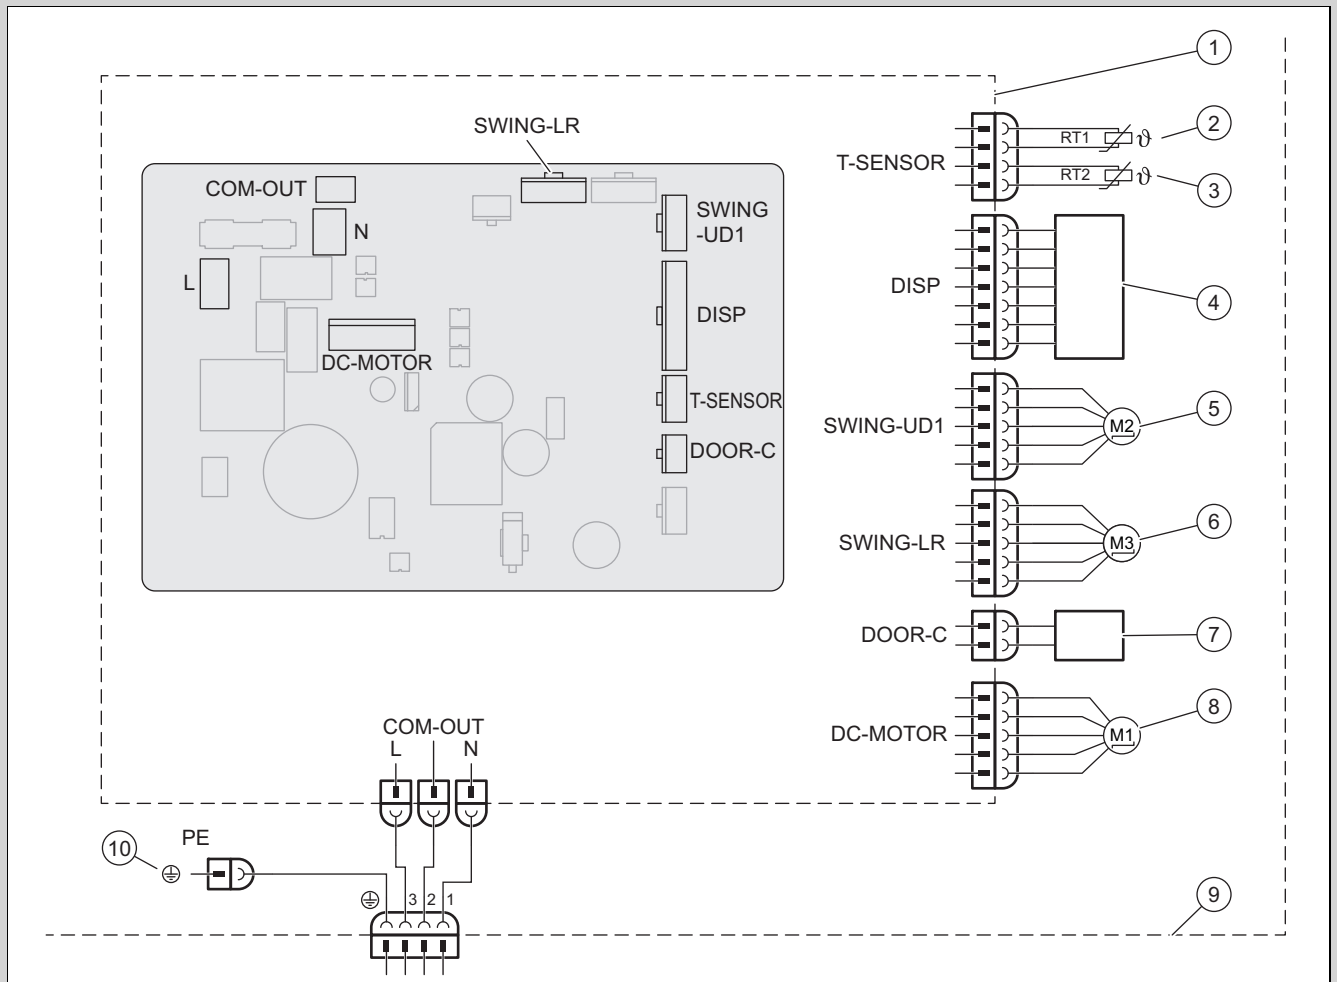 1
SWING-LR
2
RT1
ϑ
T-SENSOR
COM-OUT
RT2
ϑ
3
SWING
-UD1
N
L
DISP
DISP
4
DC-MOTOR
T-SENSOR
5
SWING-UD1
M2
DOOR-C
6
SWING-LR
M3
DOOR-C
7
8
COM-OUT
DC-MOTOR
M1
L
N
PE
10
3
2
1
9